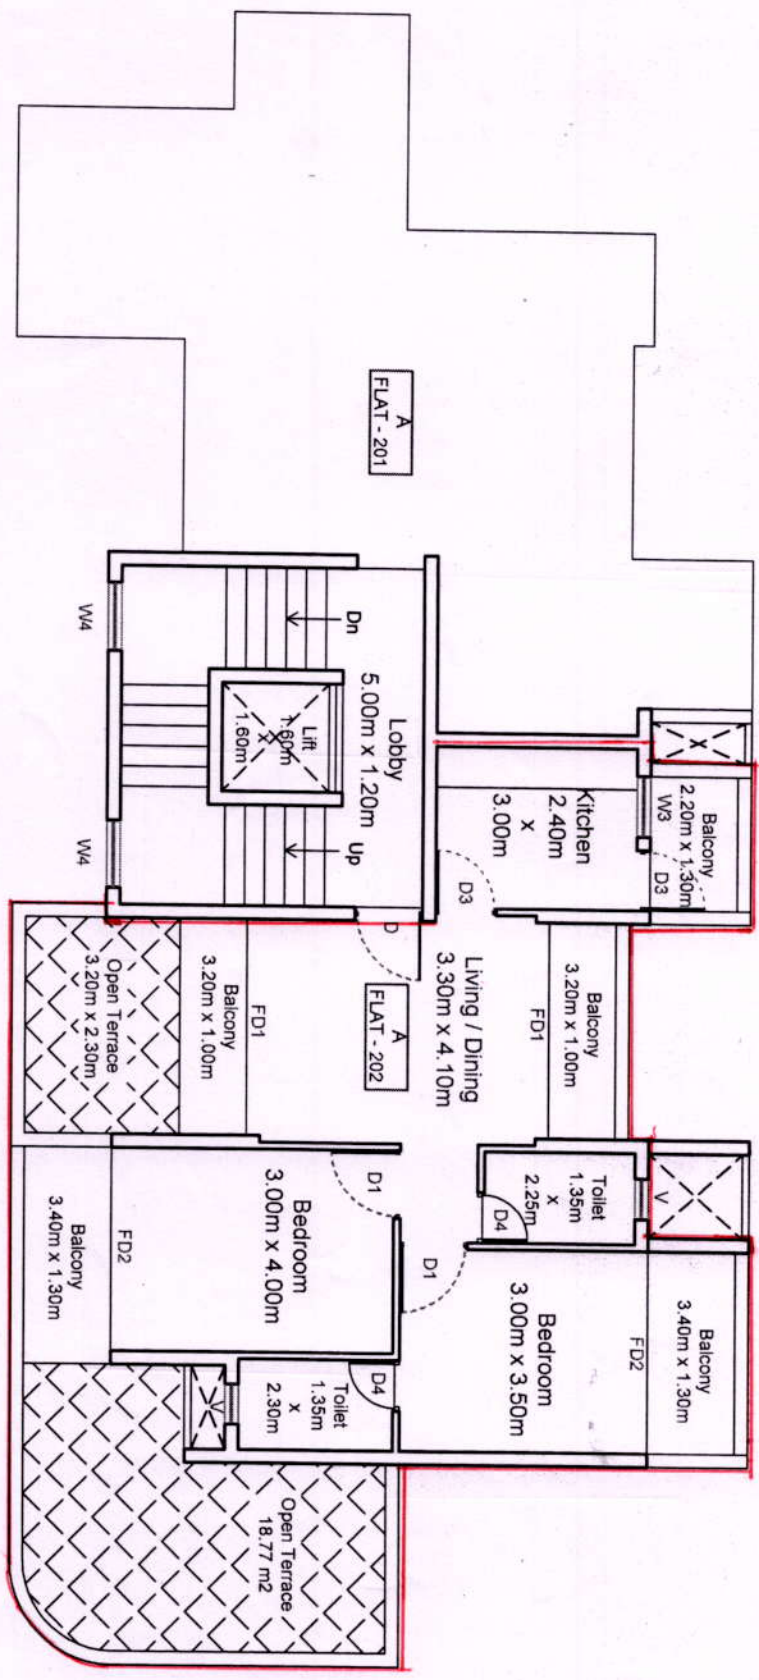 A
FLAT - 201
Dn
Lobby
5.00m x 1.20m
Lift
1.60m
X
1.60m
Up
W4
W4
Kitchen
2.40m
X
3.00m
Balcony
2.20m x 1.30m
W3
D3
D3
D
Living / Dining
3.30m x 4.10m
A
FLAT - 202
FD1
Balcony
3.20m x 1.00m
FD1
Balcony
3.20m x 1.00m
Open Terrace
3.20m x 2.30m
Toilet
1.35m
X
2.25m
V
D4
D1
D1
Bedroom
3.00m x 4.00m
FD2
Balcony
3.40m x 1.30m
Bedroom
3.00m x 3.50m
FD2
Balcony
3.40m x 1.30m
D4
Toilet
1.35m
X
2.30m
V
Open Terrace
18.77 m2